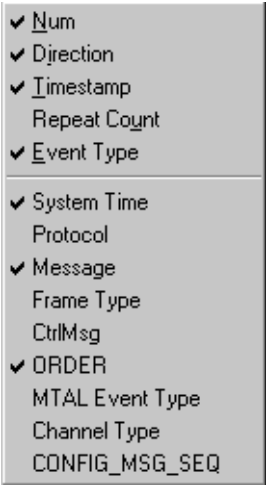 Num
Direction
Timestamp
Repeat Count
Event Type
System Time
Protocol
Message
Frame Type
CtrlMsg
ORDER
MTAL Event Type
Channel Type
CONFIG_MSG_SEQ